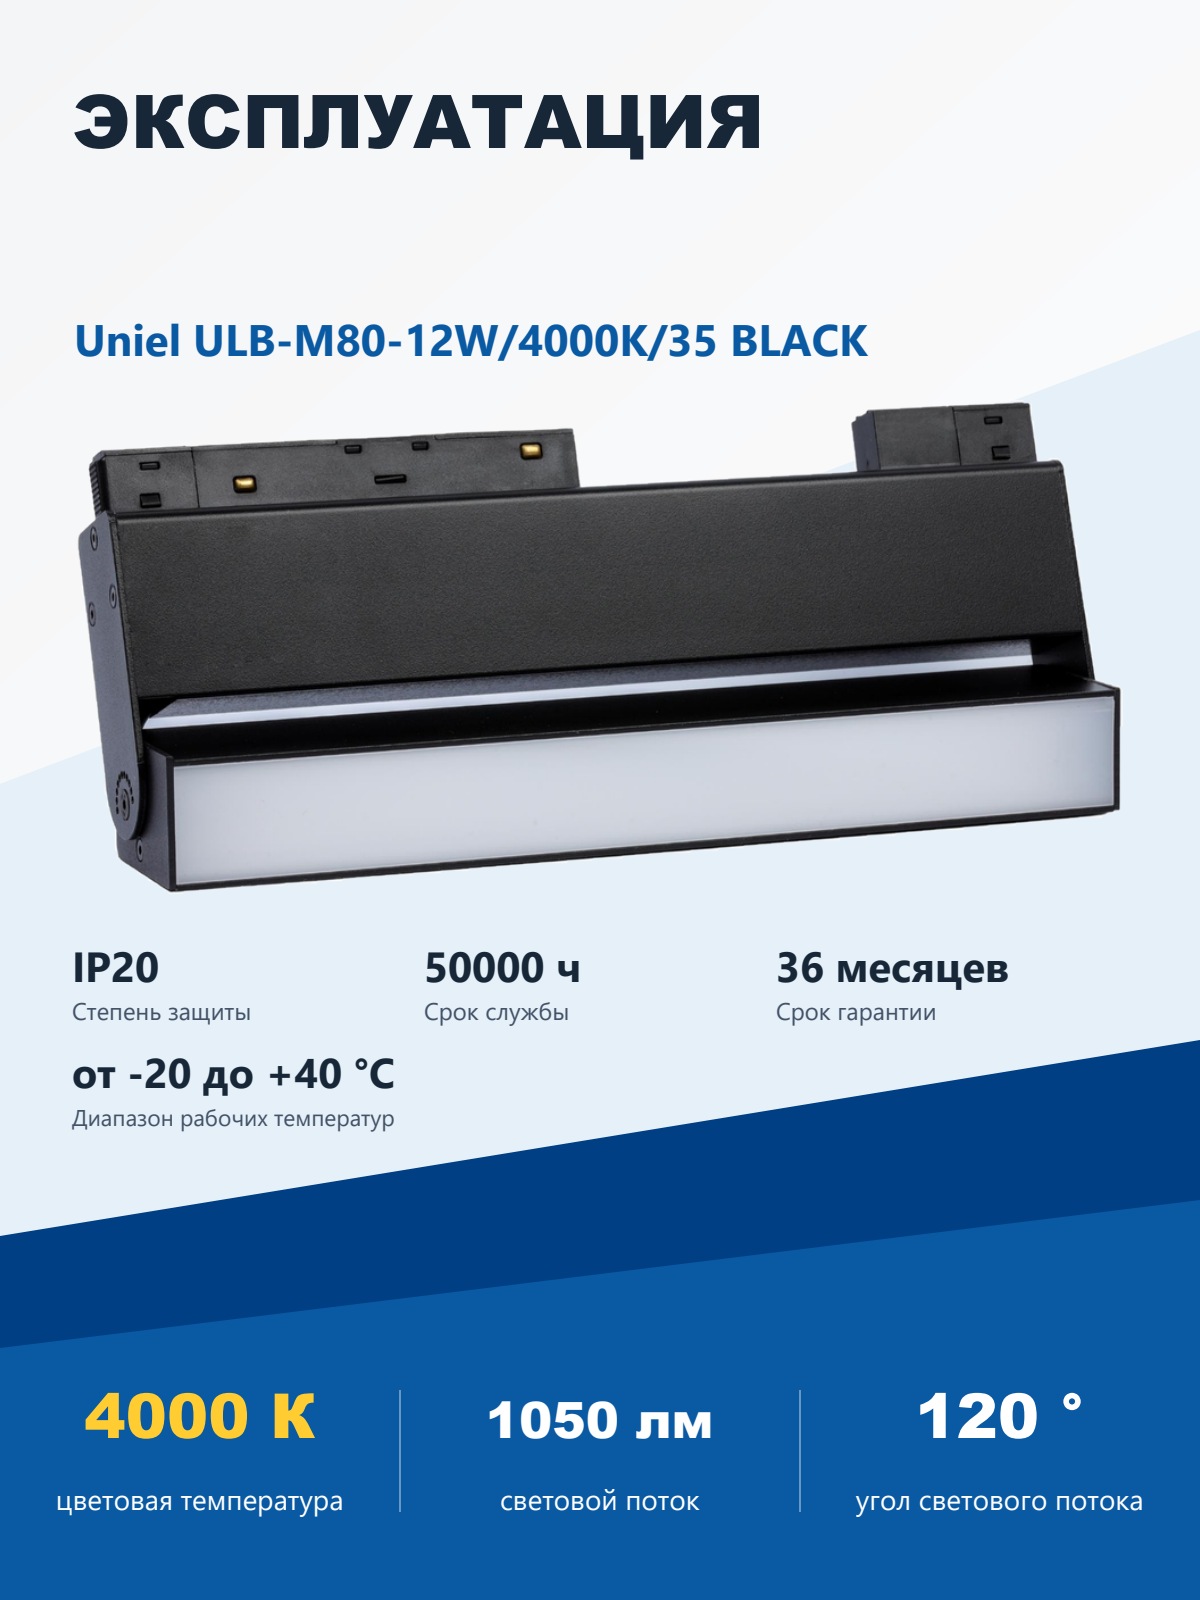 ЭКСПЛУАТАЦИЯ
Uniel ULB-M80-12W/4000K/35 BLACK
IP20
Степень защиты
50000 ч
Срок службы
36 месяцев
Срок гарантии
от -20 до +40 °C
Диапазон рабочих температур
4000 К
цветовая температура
1050 лм
световой поток
120 °
угол светового потока